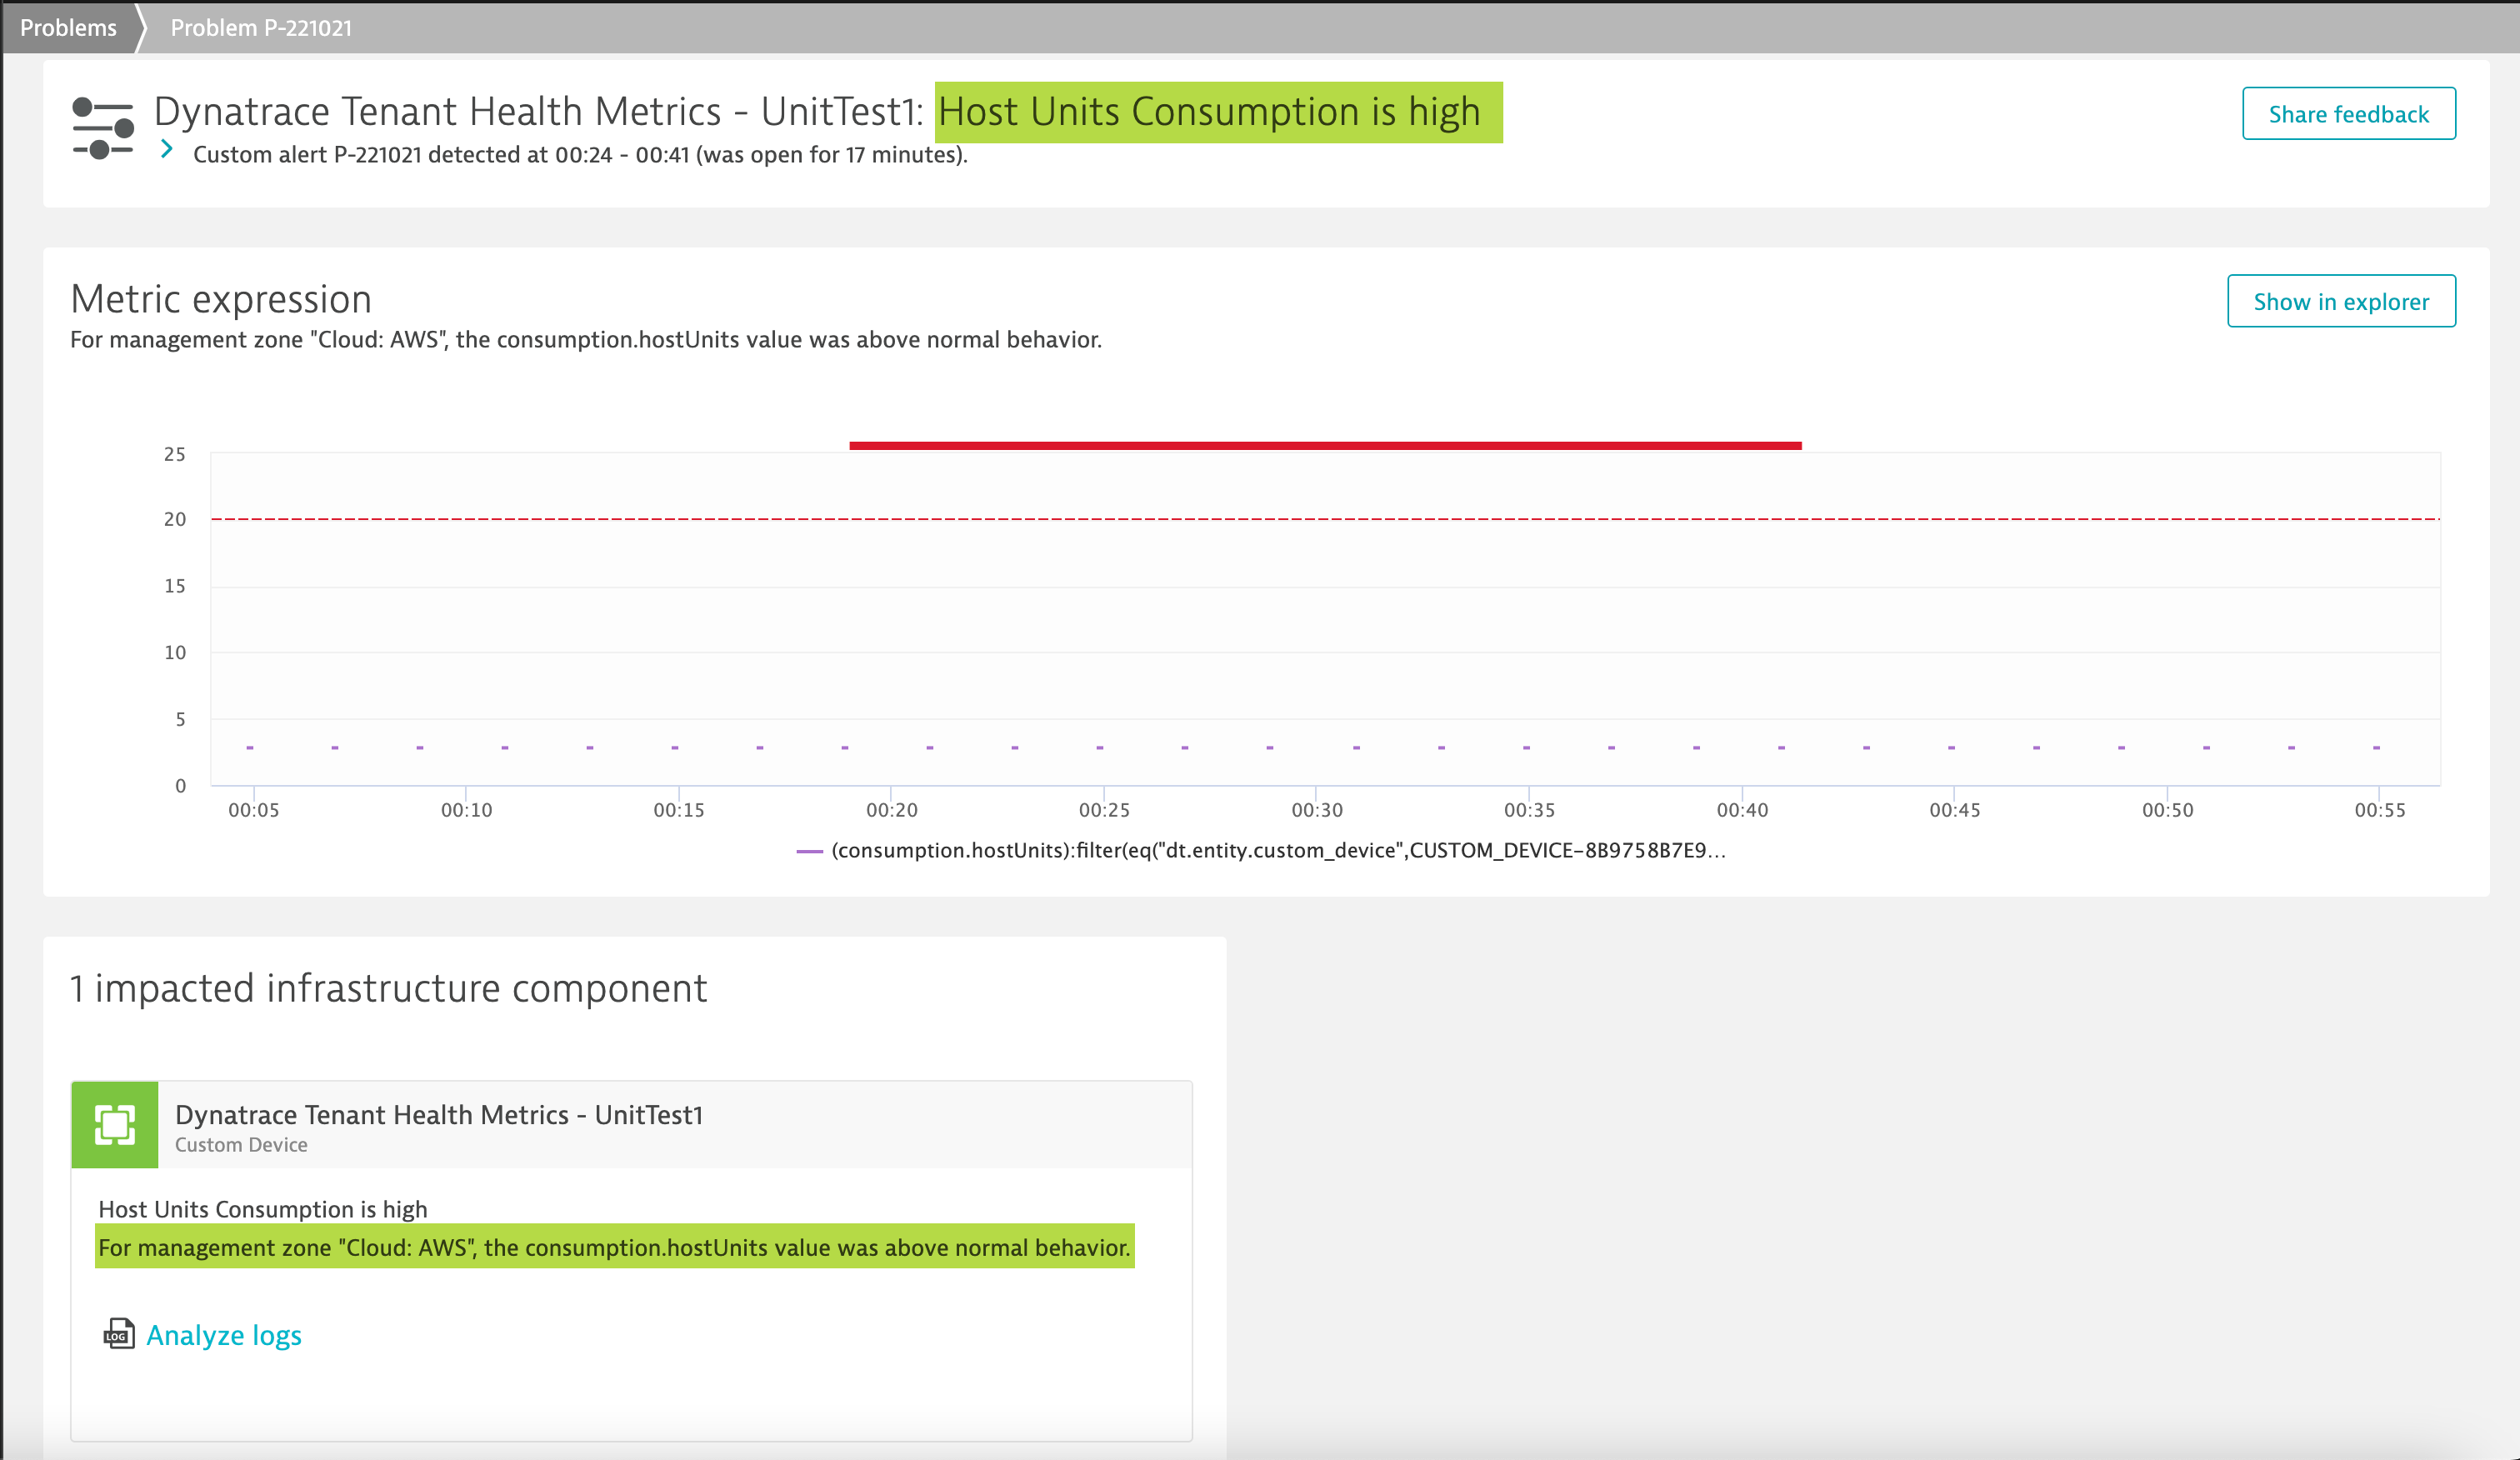 Problems
Problem P-221021
Dynatrace Tenant Health Metrics - UnitTest1: Host Units Consumption is high
Custom alert P-221021 detected at 00:24 - 00:41 (was open for 17 minutes).
Share feedback
Metric expression
For management zone "Cloud: AWS", the consumption.hostUnits value was above normal behavior.
Show in explorer
25
20
15
10
5
0
00:05 00:10 00:15 00:20 00:25 00:30 00:35 00:40 00:45 00:50 00:55
(consumption.hostUnits):filter(eq("dt.entity.custom_device",CUSTOM_DEVICE-8B9758B7E9...
1 impacted infrastructure component
Dynatrace Tenant Health Metrics - UnitTest1
Custom Device
Host Units Consumption is high
For management zone "Cloud: AWS", the consumption.hostUnits value was above normal behavior.
LOG Analyze logs